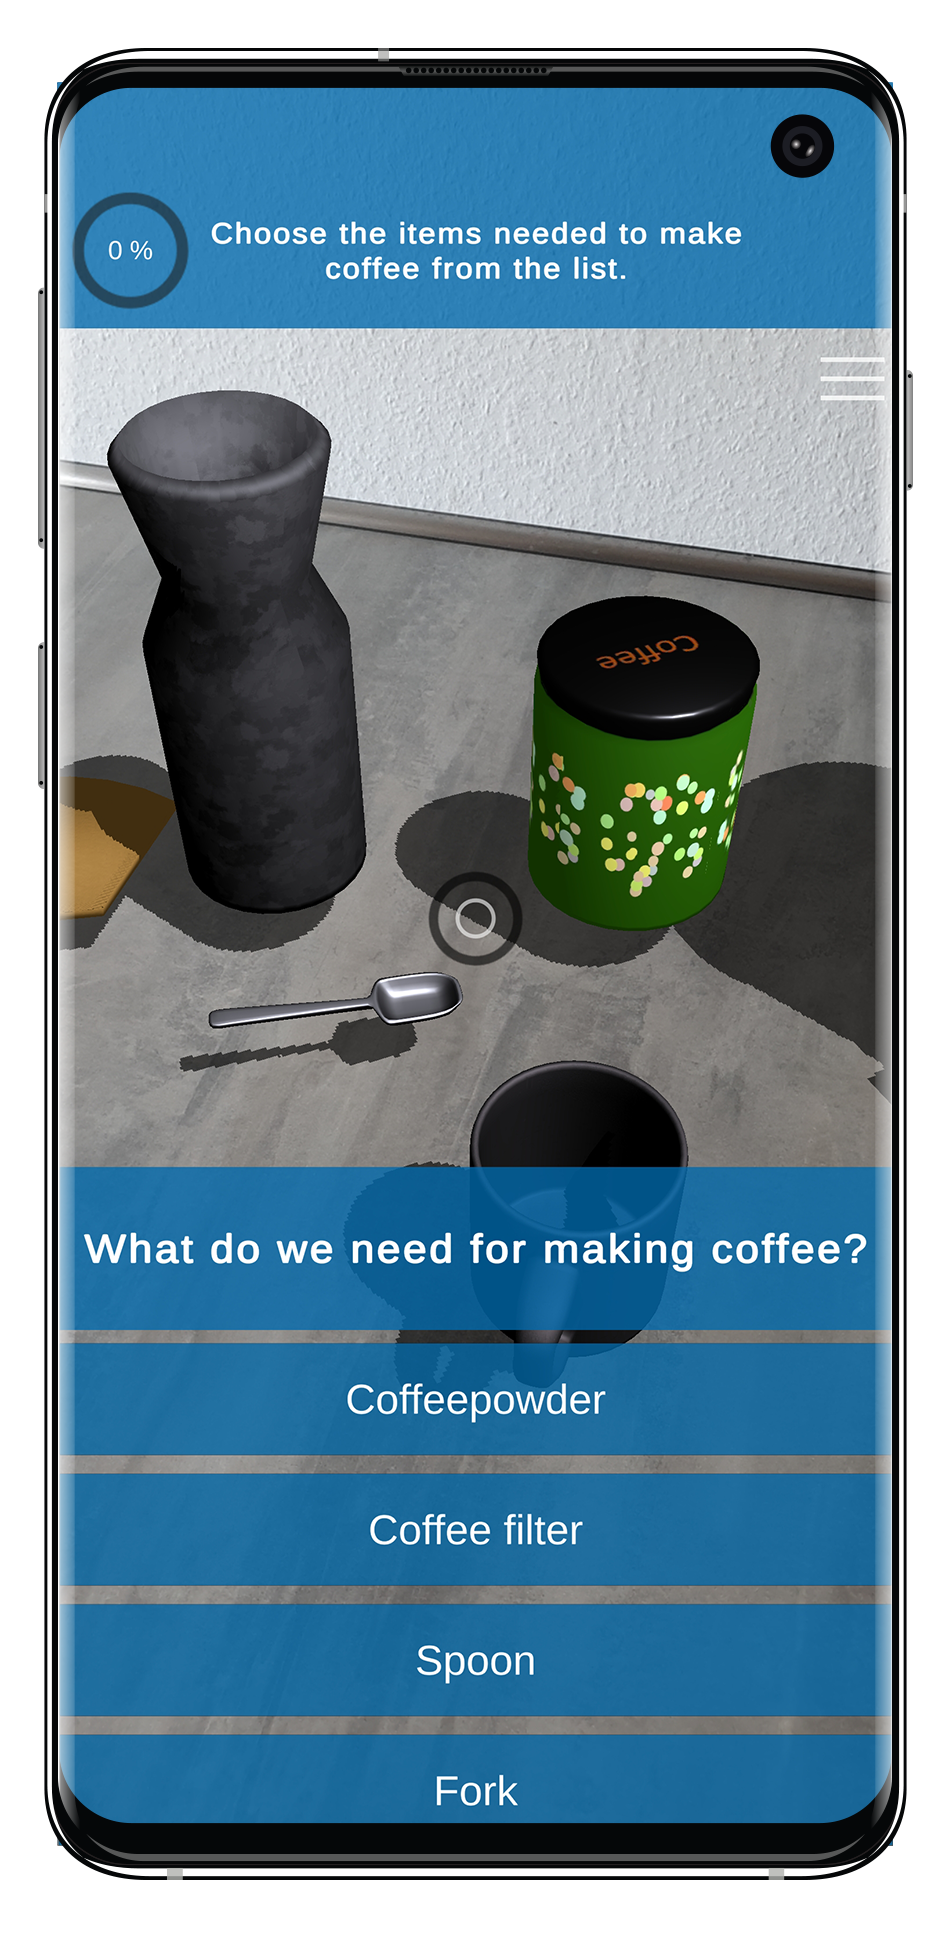 0 %
Choose the items needed to make
coffee from the list.
Coffee
What do we need for making coffee?
Coffeepowder
Coffee filter
Spoon
Fork